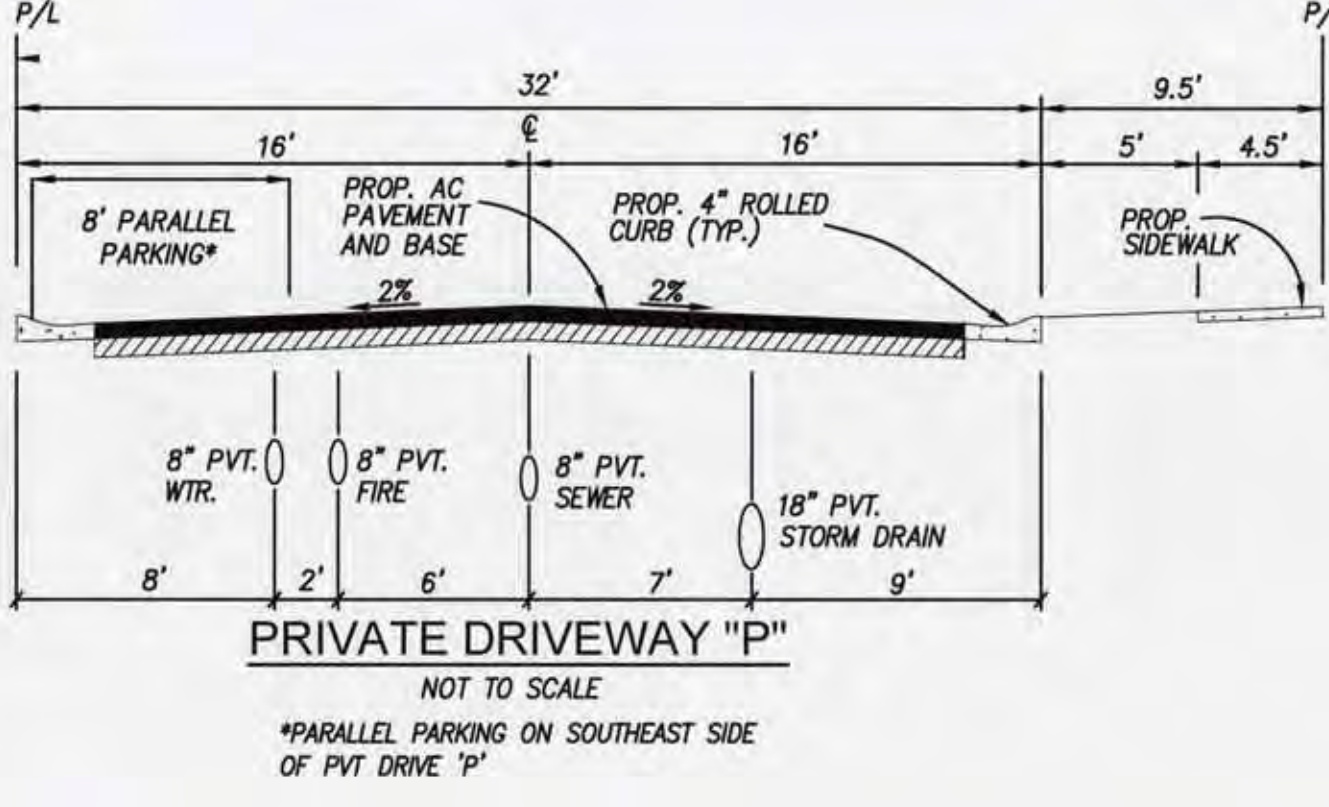 P/L
P/
32'
9.5'
℄
16'
16'
5'
4.5'
8' PARALLEL
PARKING*
PROP. AC
PAVEMENT
AND BASE
PROP. 4" ROLLED
CURB (TYP.)
PROP.
SIDEWALK
2%
2%
8" PVT.
WTR.
8" PVT.
FIRE
8" PVT.
SEWER
18" PVT.
STORM DRAIN
8'
2'
6'
7'
9'
PRIVATE DRIVEWAY "P"
NOT TO SCALE
*PARALLEL PARKING ON SOUTHEAST SIDE
OF PVT DRIVE 'P'